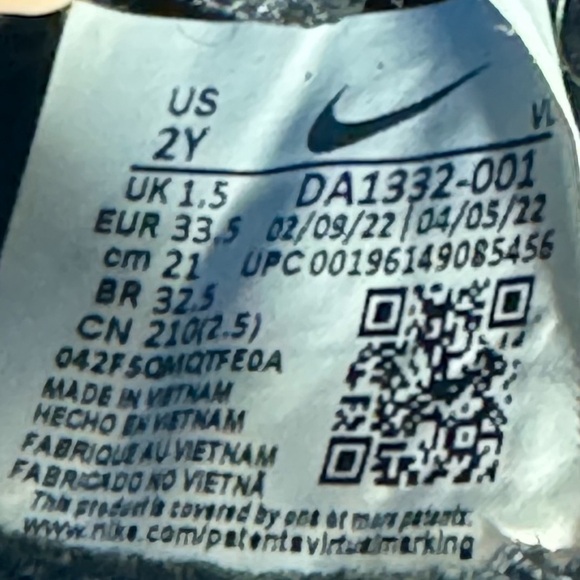 US
2Y
VL
UK 1.5 DA1332-001
EUR 33.5 02/09/22 | 04/05/22
cm 21 UPC 00196149085456
BR 32.5
CN 210(2.5)
MADE IN VIETNAM
HECHO EN VIETNAM
FABRIQUE AU VIETNAM
FABRICADO NO VIETNÃ
This product is covered by one or more patents.
www.nike.com/patentsvirtualmarking